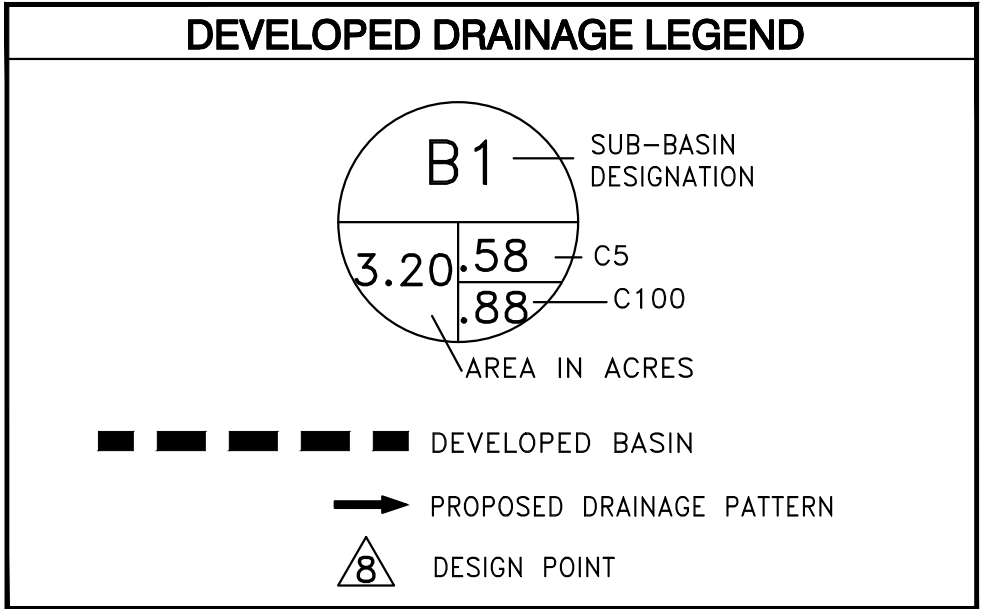 DEVELOPED DRAINAGE LEGEND
B1
SUB-BASIN
DESIGNATION
3.20
.58
C5
.88
C100
AREA IN ACRES
DEVELOPED BASIN
PROPOSED DRAINAGE PATTERN
8 DESIGN POINT